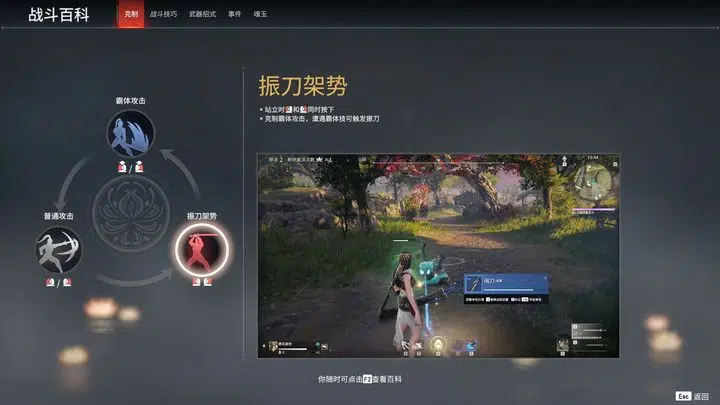 战斗百科
克制 战斗技巧 武器招式 事件 魂玉
振刀架势
站立时和同时按下
克制霸体攻击，遭遇霸体技可触发振刀
霸体攻击
/
普通攻击
/
振刀架势
19:44
你随时可点击F2查看百科
Esc 返回